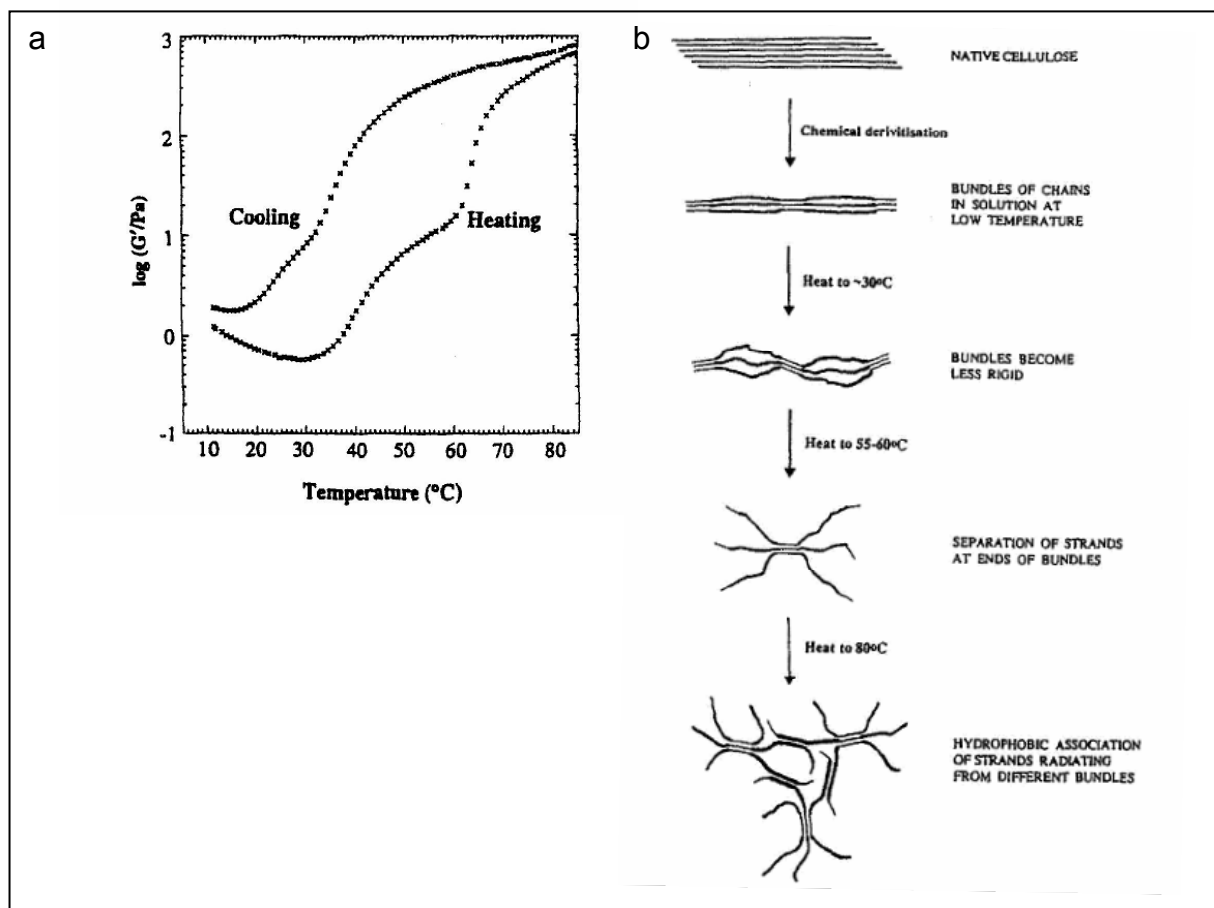 a
3
2
1
0
-1
log (G'/Pa)
Cooling
Heating
10 20 30 40 50 60 70 80
Temperature (°C)
b
NATIVE CELLULOSE
Chemical derivitisation
BUNDLES OF CHAINS
IN SOLUTION AT
LOW TEMPERATURE
Heat to ~30°C
BUNDLES BECOME
LESS RIGID
Heat to 55-60°C
SEPARATION OF STRANDS
AT ENDS OF BUNDLES
Heat to 80°C
HYDROPHOBIC ASSOCIATION
OF STRANDS RADIATING
FROM DIFFERENT BUNDLES